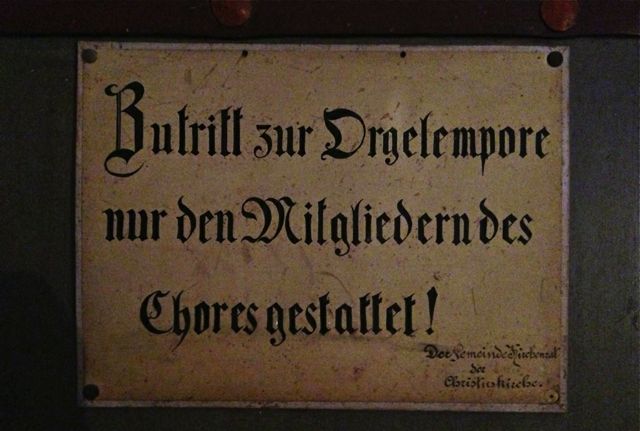 Zutritt zur Orgelempore
nur den Mitgliedern des
Chores gestattet!
Der Gemeinde Kirchenrat
der
Christuskirche.